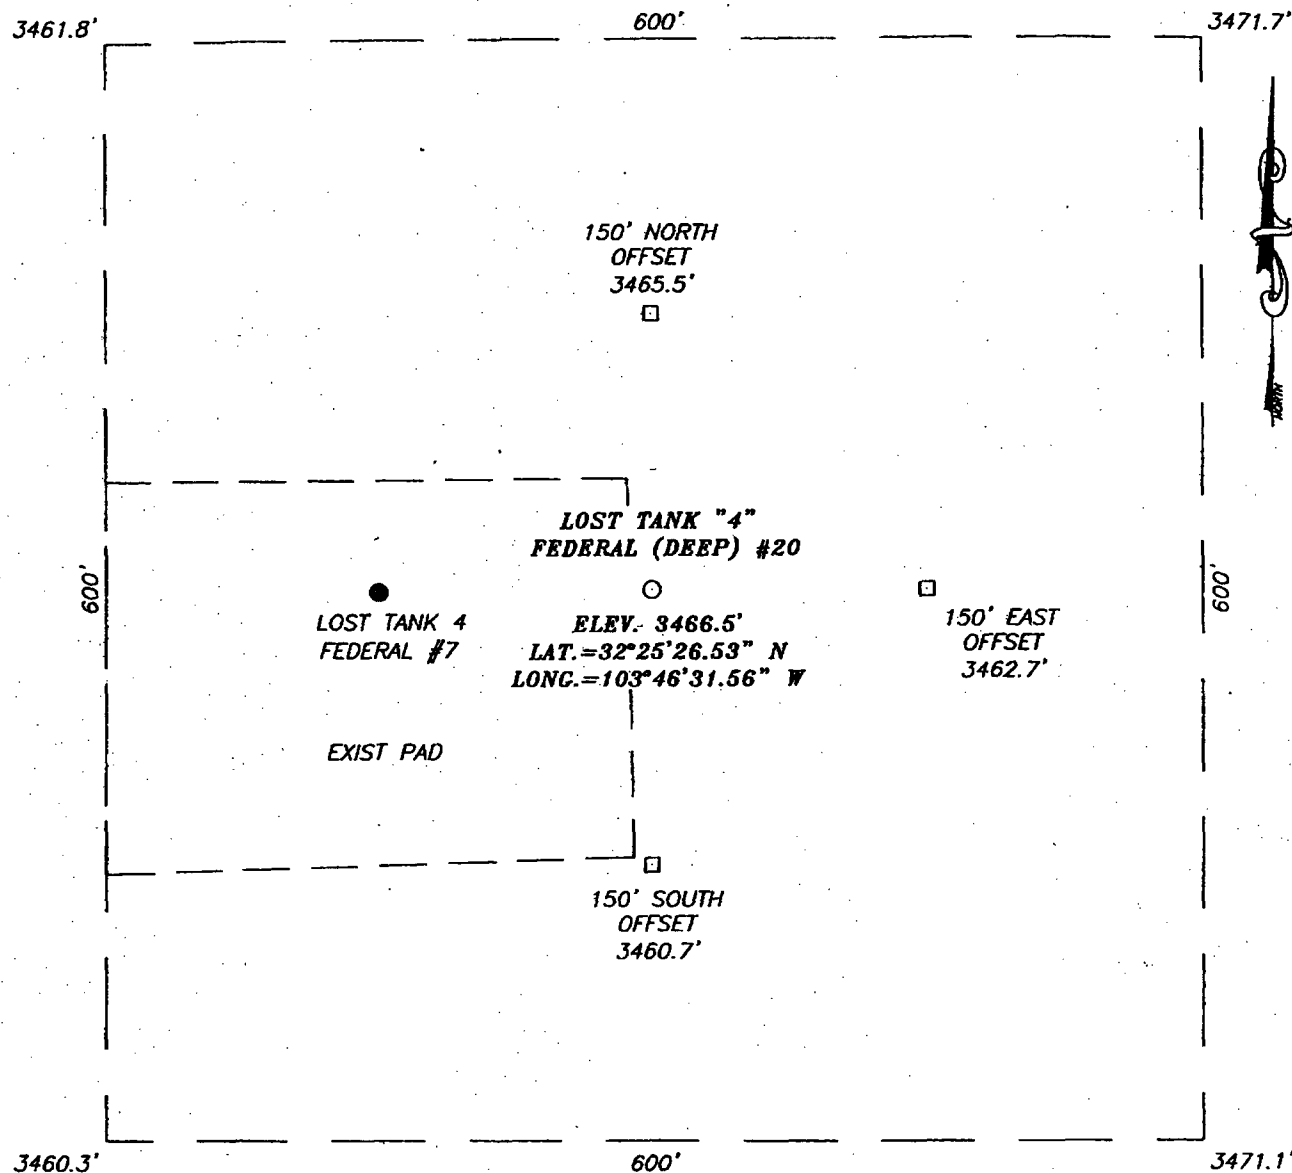 3461.8'
600'
3471.7'
NORTH
150' NORTH
OFFSET
3465.5'
LOST TANK "4"
FEDERAL (DEEP) #20
600'
600'
LOST TANK 4
FEDERAL #7
ELEV. 3466.5'
LAT.=32°25'26.53" N
LONG.=103°46'31.56" W
150' EAST
OFFSET
3462.7'
EXIST PAD
150' SOUTH
OFFSET
3460.7'
3460.3'
600'
3471.1'